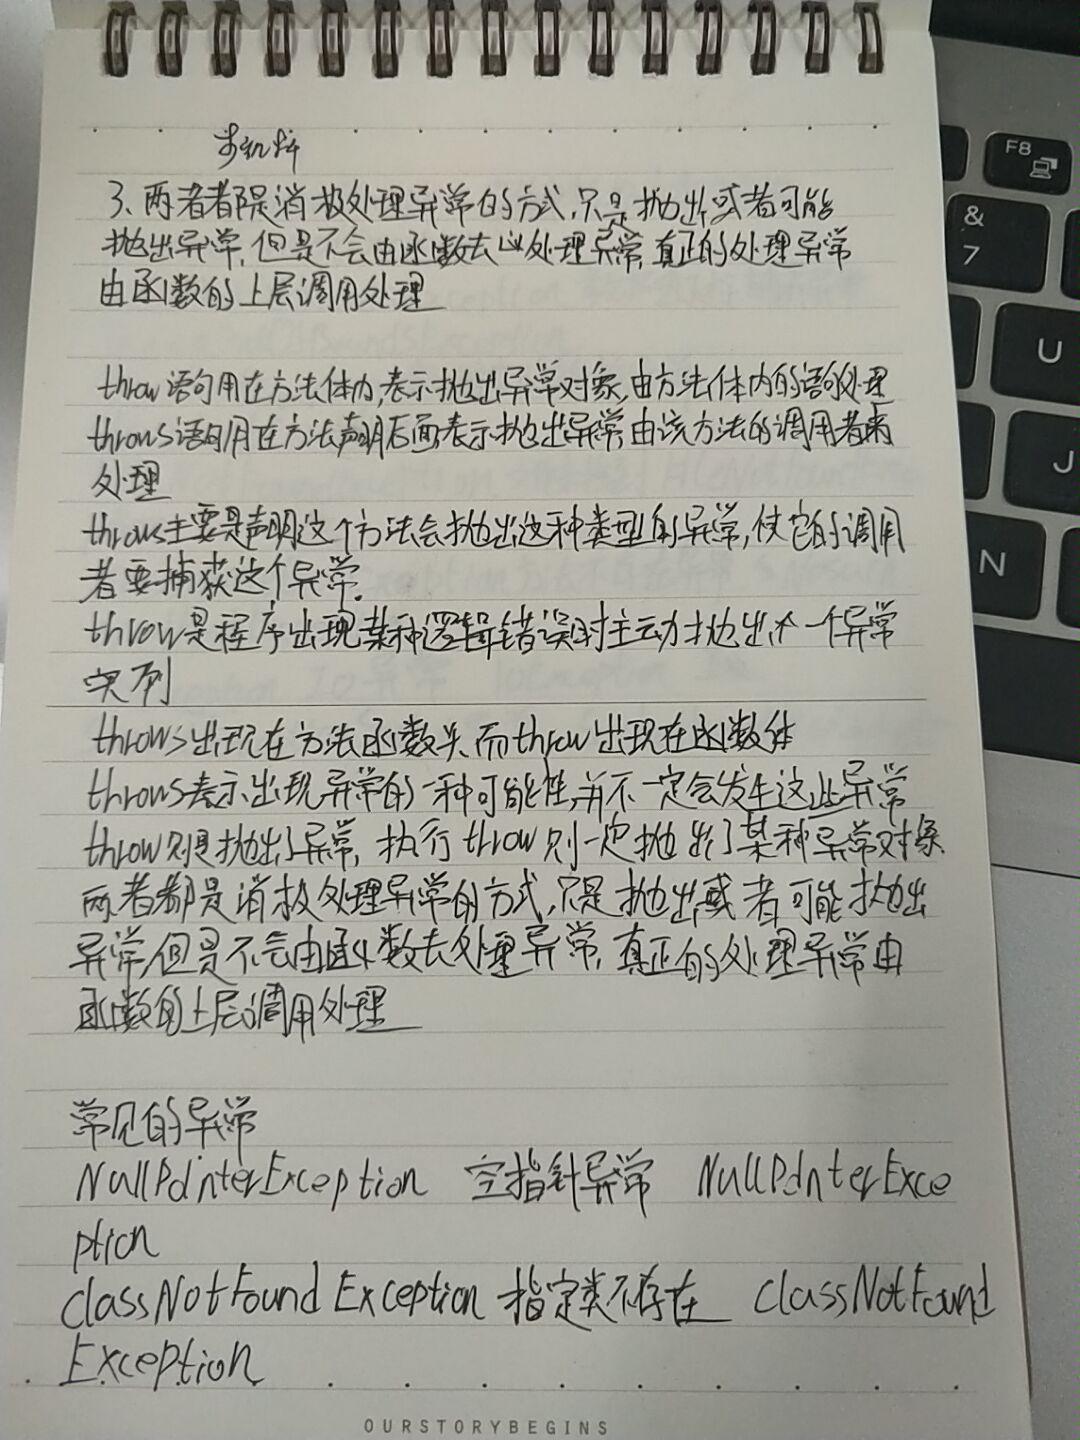 3、两者都是消极处理异常的方式,只是抛出或者可能
抛出异常,但是不会由函数去处理异常,真正的处理异常
由函数的上层调用处理
throw语句用在方法体内,表示抛出异常对象,由方法体内的语句处理
throws语句用在方法声明后面表示抛出异常,由该方法的调用者来
处理
throws主要是声明这个方法会抛出这种类型的异常,使它的调用
者要捕获这个异常.
throw是程序出现某种逻辑错误时主动抛出一个异常
实列
throws出现在方法函数头,而throw出现在函数体
throws表示出现异常的一种可能性,并不一定会发生这些异常
throw则是抛出了异常,执行throw则一定抛出了某种异常对象
两者都是消极处理异常的方式,只是抛出或者可能抛出
异常,但是不会由函数去处理异常,真正的处理异常由
函数的上层调用处理
常见的异常
NullPointerException 空指针异常 NullPointerExce
ption
classNotFoundException 指定类不存在 classNotFound
Exception
OURSTORYBEGINS
F8
&
7
U
J
N